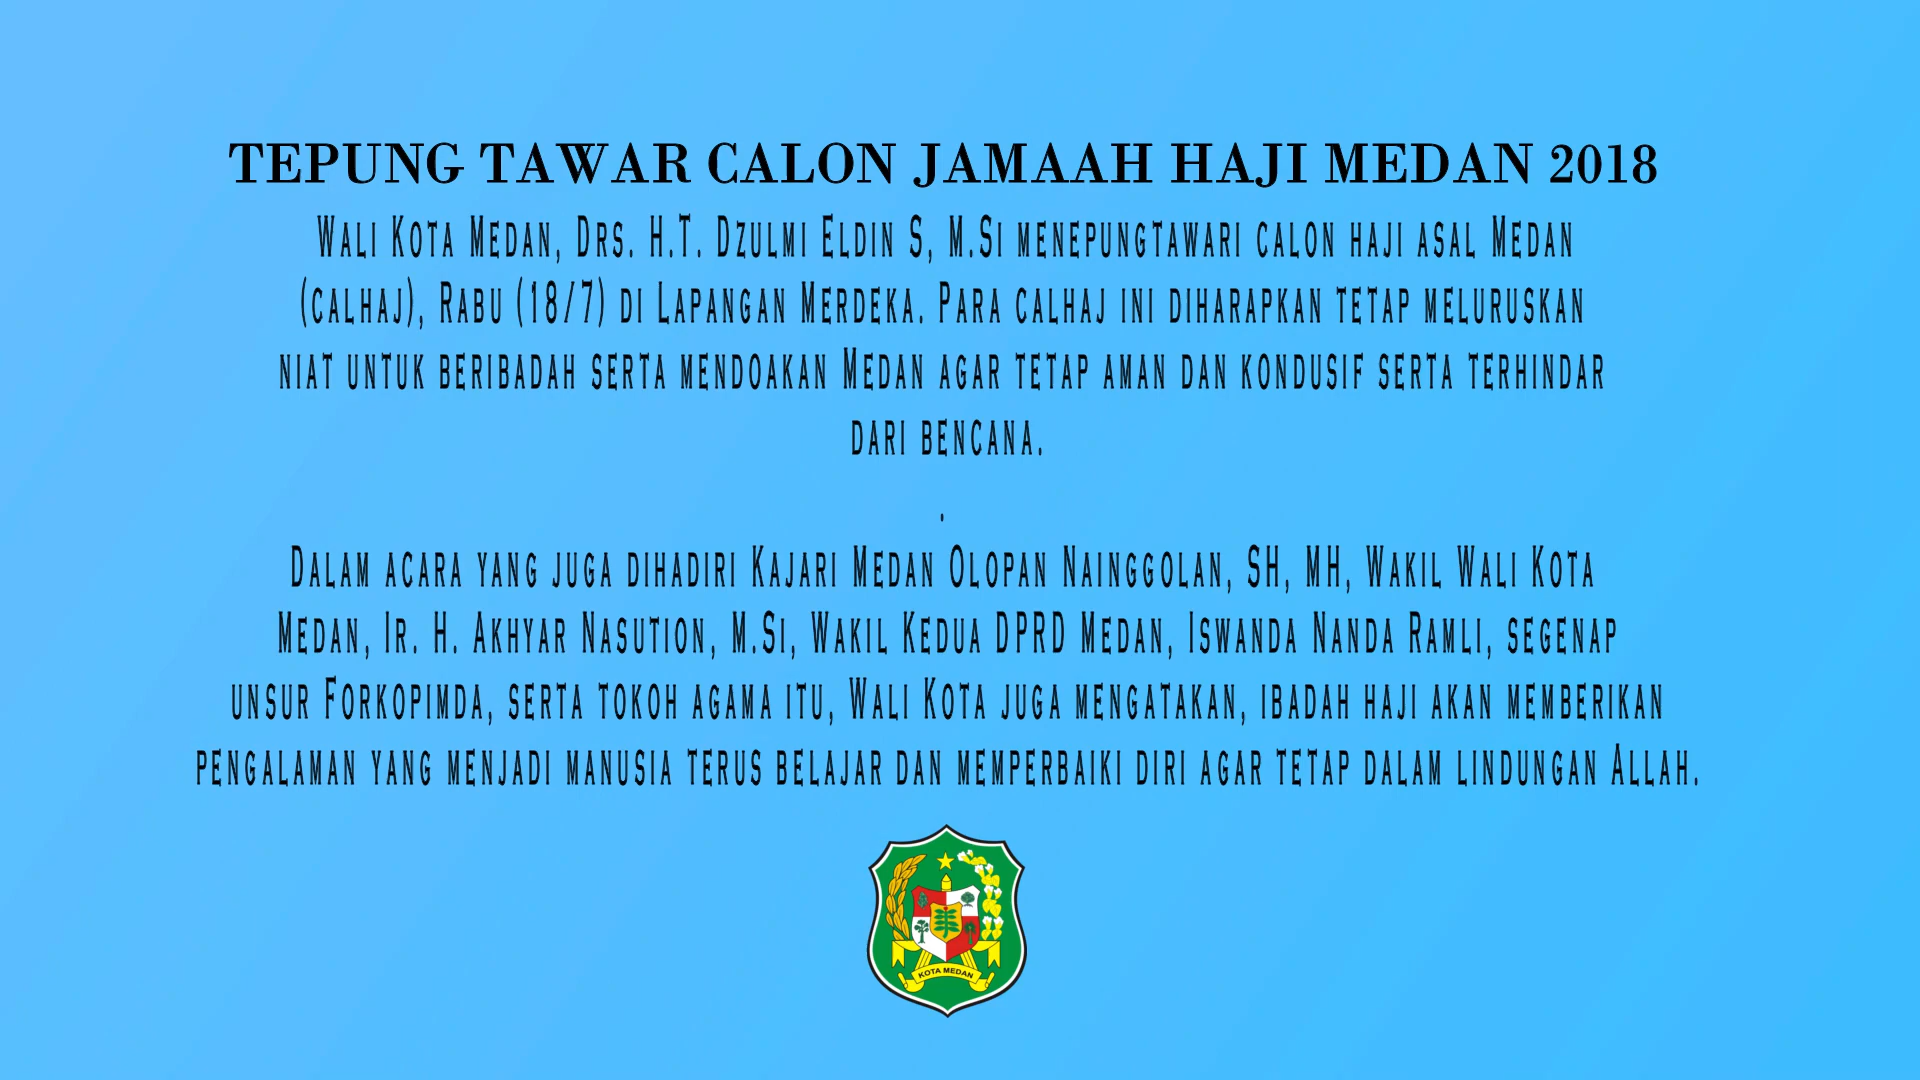 TEPUNG TAWAR CALON JAMAAH HAJI MEDAN 2018
Wali Kota Medan, Drs. H.T. Dzulmi Eldin S, M.Si menepungtawari calon haji asal Medan
(calhaj), Rabu (18/7) di Lapangan Merdeka. Para calhaj ini diharapkan tetap meluruskan
niat untuk beribadah serta mendoakan Medan agar tetap aman dan kondusif serta terhindar
dari bencana.
.
Dalam acara yang juga dihadiri Kajari Medan Olopan Nainggolan, SH, MH, Wakil Wali Kota
Medan, Ir. H. Akhyar Nasution, M.Si, Wakil Kedua DPRD Medan, Iswanda Nanda Ramli, segenap
unsur Forkopimda, serta tokoh agama itu, Wali Kota juga mengatakan, ibadah haji akan memberikan
pengalaman yang menjadi manusia terus belajar dan memperbaiki diri agar tetap dalam lindungan Allah.
KOTA MEDAN